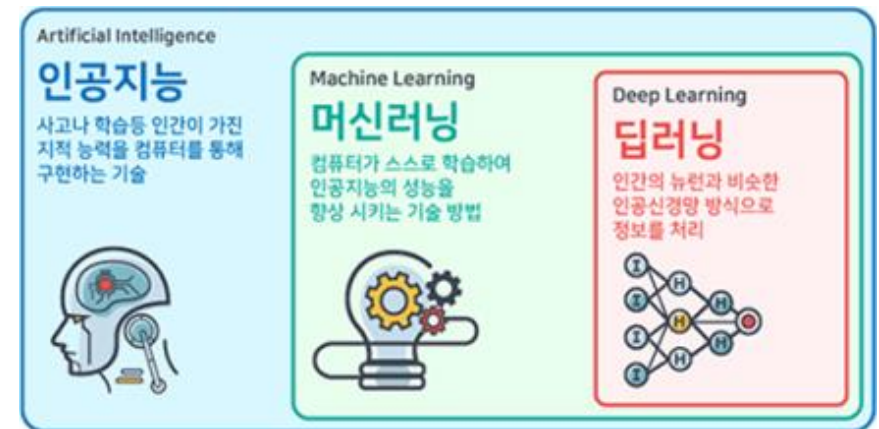 Artificial Intelligence
인공지능
사고나 학습등 인간이 가진
지적 능력을 컴퓨터를 통해
구현하는 기술
Machine Learning
머신러닝
컴퓨터가 스스로 학습하여
인공지능의 성능을
향상 시키는 기술 방법
Deep Learning
딥러닝
인간의 뉴런과 비슷한
인공신경망 방식으로
정보를 처리
I
I
I
I
H
H
H
H
H